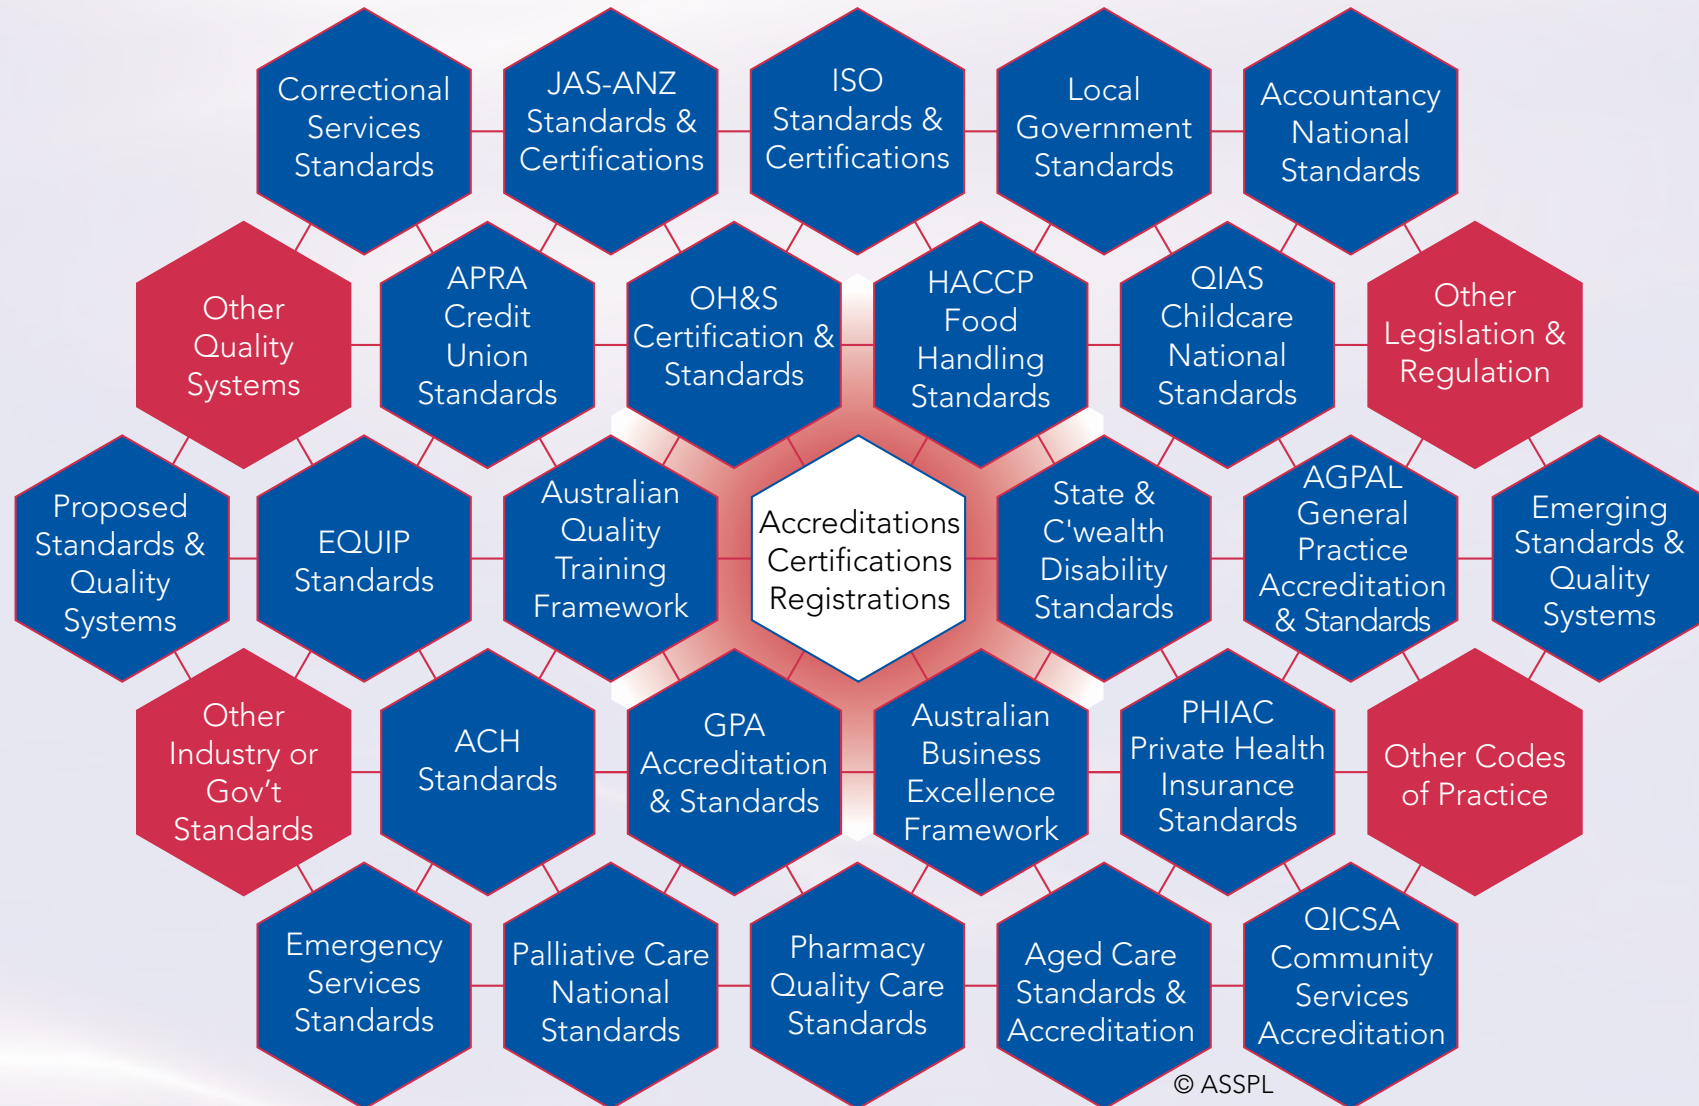 Correctional
Services
Standards
JAS-ANZ
Standards &
Certifications
ISO
Standards &
Certifications
Local
Government
Standards
Accountancy
National
Standards
Other
Quality
Systems
APRA
Credit
Union
Standards
OH&S
Certification &
Standards
HACCP
Food
Handling
Standards
QIAS
Childcare
National
Standards
Other
Legislation &
Regulation
Proposed
Standards &
Quality
Systems
EQUIP
Standards
Australian
Quality
Training
Framework
Accreditations
Certifications
Registrations
State &
C'wealth
Disability
Standards
AGPAL
General
Practice
Accreditation
& Standards
Emerging
Standards &
Quality
Systems
Other
Industry or
Gov’t
Standards
ACH
Standards
GPA
Accreditation
& Standards
Australian
Business
Excellence
Framework
PHIAC
Private Health
Insurance
Standards
Other Codes
of Practice
Emergency
Services
Standards
Palliative Care
National
Standards
Pharmacy
Quality Care
Standards
Aged Care
Standards &
Accreditation
QICSA
Community
Services
Accreditation
© ASSPL